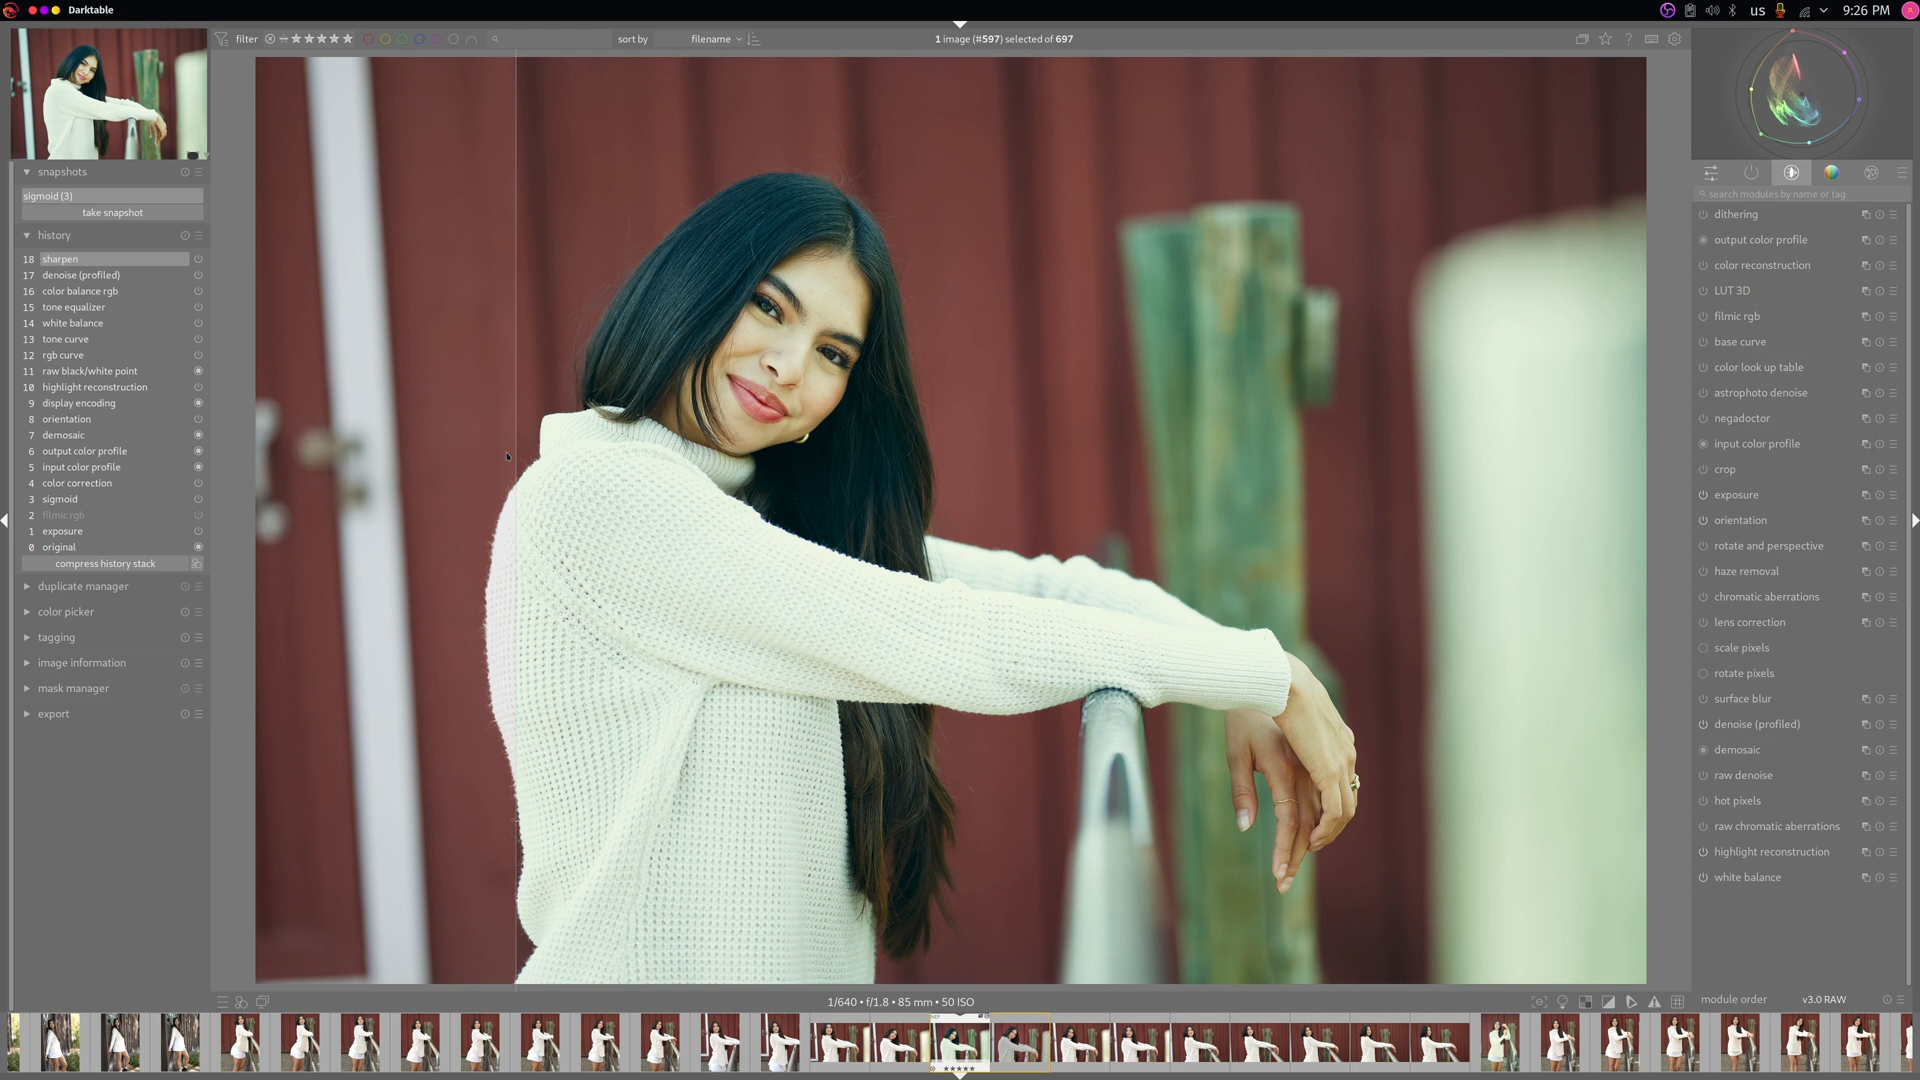 Darktable
us
9:26 PM
filter
sort by
filename
1 image (#597) selected of 697
snapshots
sigmoid (3)
take snapshot
history
18 sharpen
17 denoise (profiled)
16 color balance rgb
15 tone equalizer
14 white balance
13 tone curve
12 rgb curve
11 raw black/white point
10 highlight reconstruction
9 display encoding
8 orientation
7 demosaic
6 output color profile
5 input color profile
4 color correction
3 sigmoid
2 filmic rgb
1 exposure
0 original
compress history stack
duplicate manager
color picker
tagging
image information
mask manager
export
search modules by name or tag
dithering
output color profile
color reconstruction
LUT 3D
filmic rgb
base curve
color look up table
astrophoto denoise
negadoctor
input color profile
crop
exposure
orientation
rotate and perspective
haze removal
chromatic aberrations
lens correction
scale pixels
rotate pixels
surface blur
denoise (profiled)
demosaic
raw denoise
hot pixels
raw chromatic aberrations
highlight reconstruction
white balance
module order
v3.0 RAW
1/640 • f/1.8 • 85 mm • 50 ISO